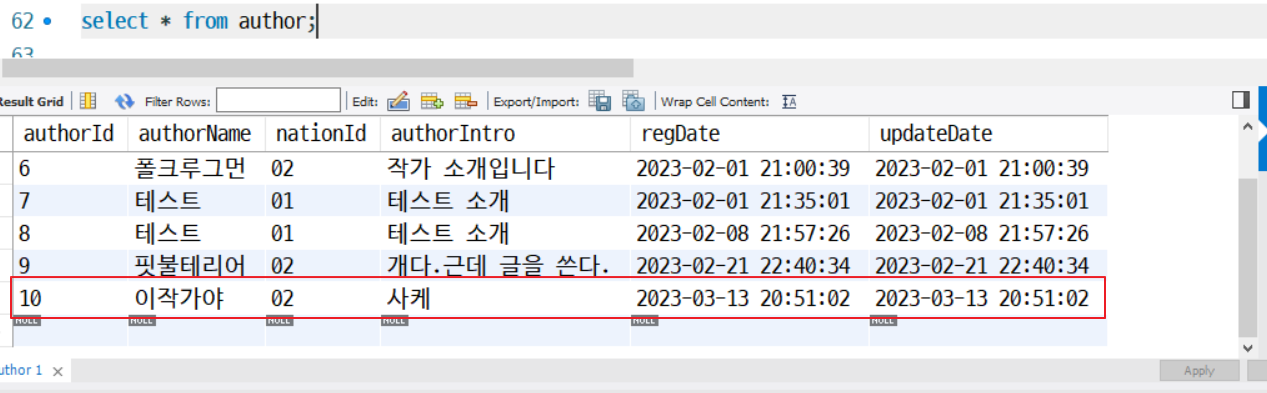 62 select * from author;
63
Result Grid Filter Rows: Edit: Export/Import: Wrap Cell Content:
authorId authorName nationId authorIntro regDate updateDate
6 폴크루그먼 02 작가 소개입니다 2023-02-01 21:00:39 2023-02-01 21:00:39
7 테스트 01 테스트 소개 2023-02-01 21:35:01 2023-02-01 21:35:01
8 테스트 01 테스트 소개 2023-02-08 21:57:26 2023-02-08 21:57:26
9 핏불테리어 02 개다.근데 글을 쓴다. 2023-02-21 22:40:34 2023-02-21 22:40:34
10 이작가야 02 사케 2023-03-13 20:51:02 2023-03-13 20:51:02
NULL NULL NULL NULL NULL NULL
uthor 1 Apply